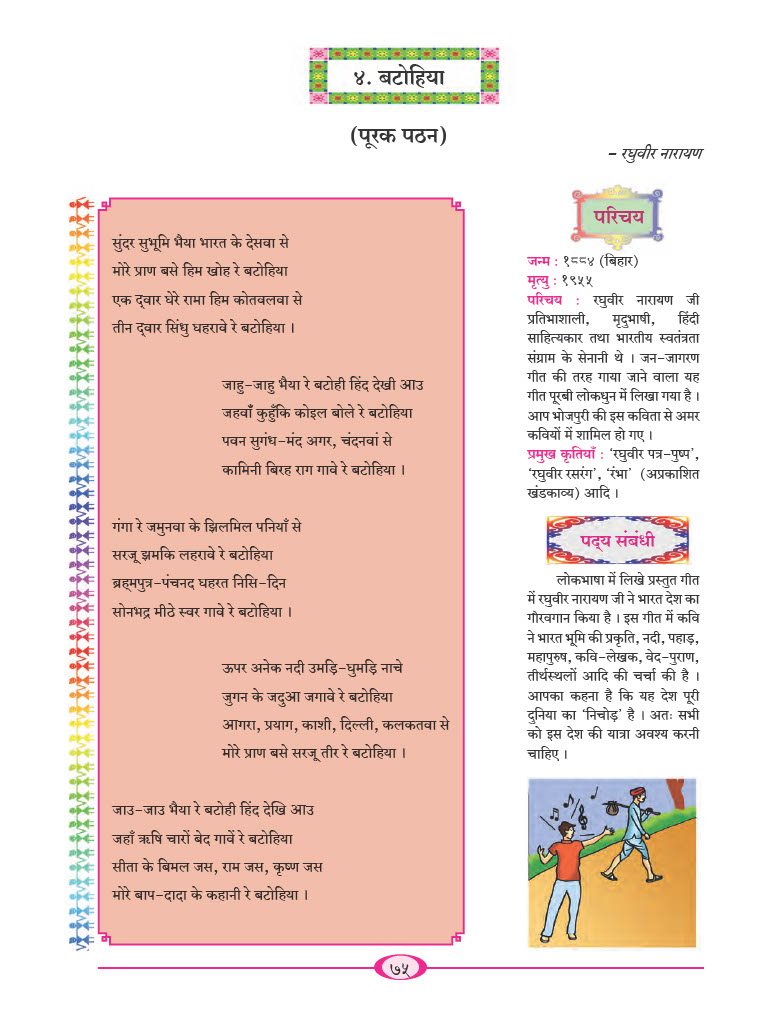 ४. बटोहिया
(पूरक पठन)
– रघुवीर नारायण
सुंदर सुभूमि भैया भारत के देसवा से
मोरे प्राण बसे हिम खोह रे बटोहिया
एक द्‌वार घेरे रामा हिम कोतवलवा से
तीन द्‌वार सिंधु घहरावे रे बटोहिया ।
जाहु-जाहु भैया रे बटोही हिंद देखी आउ
जहवाँ कुहुँकि कोइल बोले रे बटोहिया
पवन सुगंध-मंद अगर, चंदनवां से
कामिनी बिरह राग गावे रे बटोहिया ।
गंगा रे जमुनवा के झिलमिल पनियाँ से
सरजू झमकि लहरावे रे बटोहिया
ब्रह्‌मपुत्र-पंचनद घहरत निसि-दिन
सोनभद्र मीठे स्वर गावे रे बटोहिया ।
ऊपर अनेक नदी उमड़ि-घुमड़ि नाचे
जुगन के जदुआ जगावे रे बटोहिया
आगरा, प्रयाग, काशी, दिल्ली, कलकतवा से
मोरे प्राण बसे सरजू तीर रे बटोहिया ।
जाउ-जाउ भैया रे बटोही हिंद देखि आउ
जहाँ ऋषि चारों बेद गावें रे बटोहिया
सीता के बिमल जस, राम जस, कृष्ण जस
मोरे बाप-दादा के कहानी रे बटोहिया ।
परिचय
जन्म : १८८४ (बिहार)
मृत्यु : १९५५
परिचय : रघुवीर नारायण जी
प्रतिभाशाली, मृदुभाषी, हिंदी
साहित्यकार तथा भारतीय स्वतंत्रता
संग्राम के सेनानी थे । जन-जागरण
गीत की तरह गाया जाने वाला यह
गीत पूरबी लोकधुन में लिखा गया है ।
आप भोजपुरी की इस कविता से अमर
कवियों में शामिल हो गए ।
प्रमुख कृतियाँ : ‘रघुवीर पत्र-पुष्प’,
‘रघुवीर रसरंग’, ‘रंभा’ (अप्रकाशित
खंडकाव्य) आदि ।
पद्‌य संबंधी
लोकभाषा में लिखे प्रस्तुत गीत
में रघुवीर नारायण जी ने भारत देश का
गौरवगान किया है । इस गीत में कवि
ने भारत भूमि की प्रकृति, नदी, पहाड़,
महापुरुष, कवि-लेखक, वेद-पुराण,
तीर्थस्थलों आदि की चर्चा की है ।
आपका कहना है कि यह देश पूरी
दुनिया का ‘निचोड़’ है । अतः सभी
को इस देश की यात्रा अवश्य करनी
चाहिए ।
७५